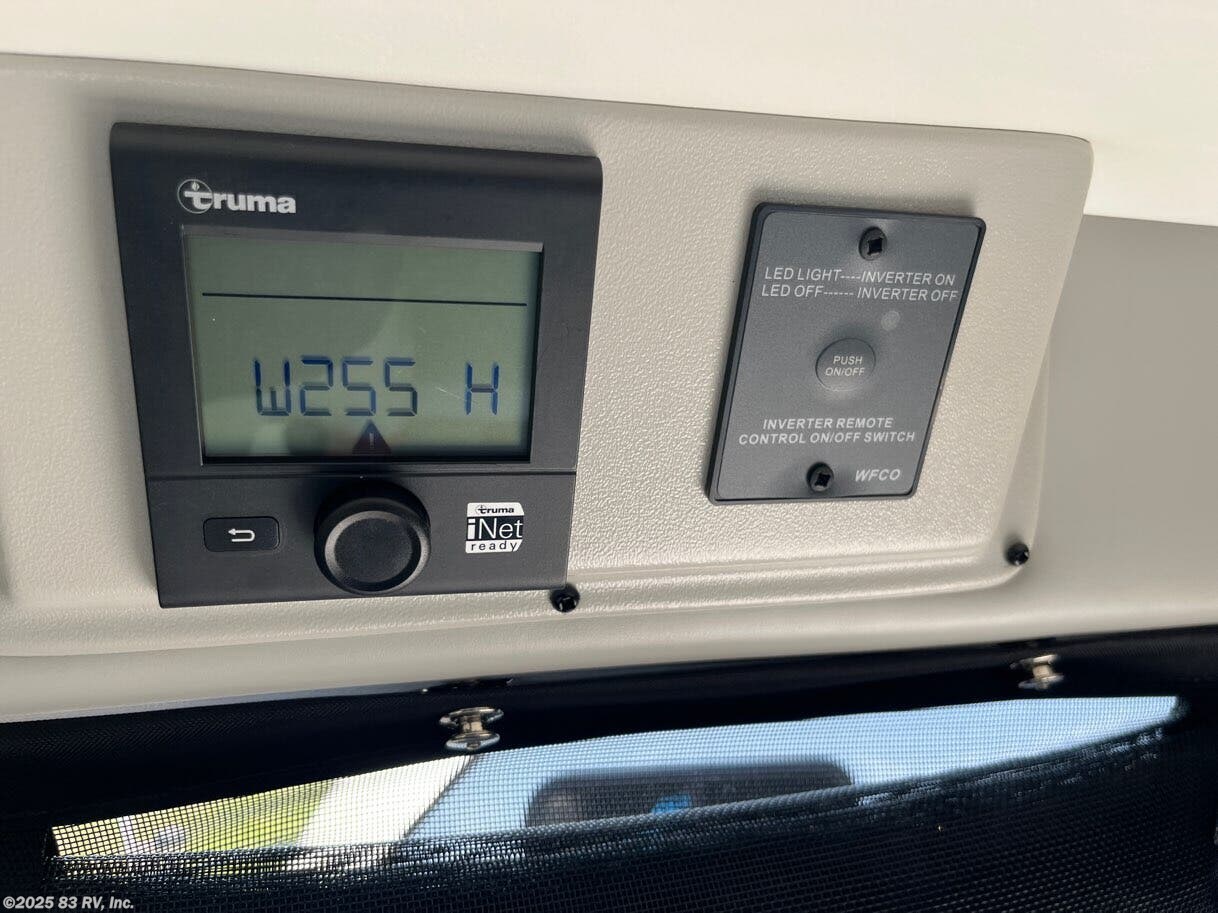 truma
W255 H
!
truma
iNet
ready
LED LIGHT----INVERTER ON
LED OFF------ INVERTER OFF
PUSH
ON/OFF
INVERTER REMOTE
CONTROL ON/OFF SWITCH
WFCO
©2025 83 RV, Inc.